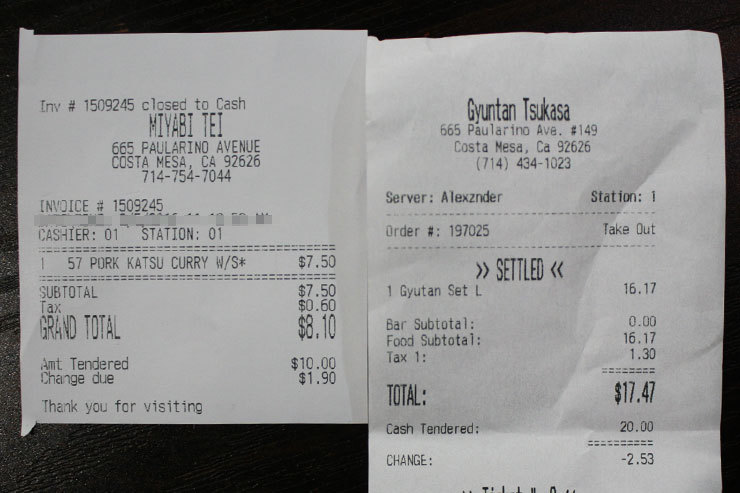 Inv # 1509245 closed to Cash
MIYABI TEI
665 PAULARINO AVENUE
COSTA MESA, CA 92626
714-754-7044
INVOICE # 1509245
CASHIER: 01 STATION: 01
1 57 PORK KATSU CURRY W/S* $7.50
SUBTOTAL $7.50
Tax $0.60
GRAND TOTAL $8.10
Amt Tendered $10.00
Change due $1.90
Thank you for visiting
Gyuntan Tsukasa
665 Paularino Ave. #149
Costa Mesa, Ca 92626
(714) 434-1023
Server: Alexznder Station: 1
Order #: 197025 Take Out
>> SETTLED <<
1 Gyutan Set L 16.17
Bar Subtotal: 0.00
Food Subtotal: 16.17
Tax 1: 1.30
TOTAL: $17.47
Cash Tendered: 20.00
CHANGE: -2.53